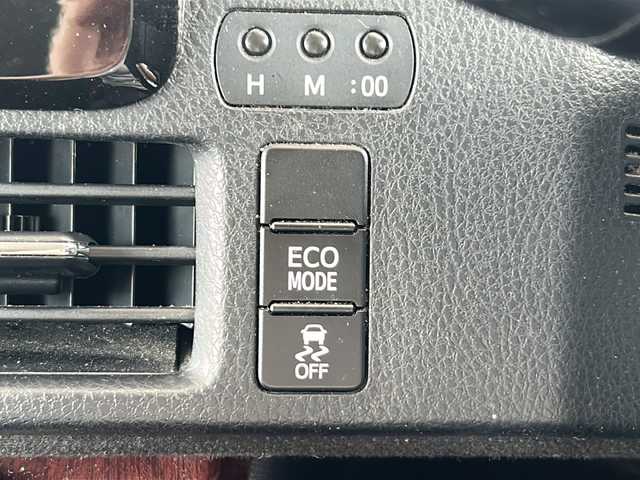 H M :00
ECO
MODE
OFF